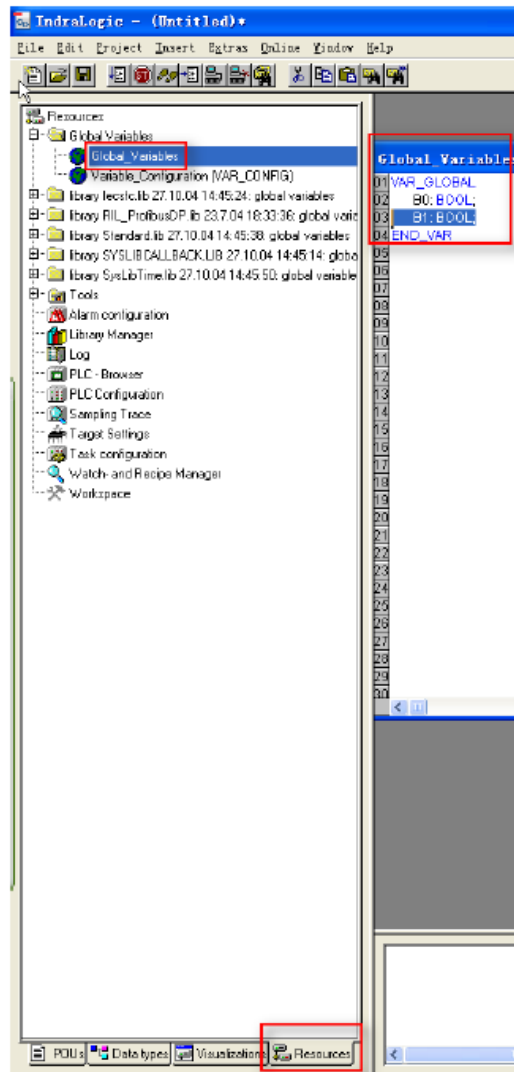 IndraLogic - (Untitled)*
File Edit Project Insert Extras Online Window Help
Resources
Global Variables
Global_Variables
Variable_Configuration (VAR_CONFIG)
library Iecsfc.lib 27.10.04 14:45:24: global variables
library RIL_ProfibusDP.lib 23.7.04 18:33:36: global varia
library Standard.lib 27.10.04 14:45:38: global variables
library SYSLIBCALLBACK.LIB 27.10.04 14:45:14: globa
library SysLibTime.lib 27.10.04 14:45:50: global variable
Tools
Alarm configuration
Library Manager
Log
PLC - Browser
PLC Configuration
Sampling Trace
Target Settings
Task configuration
Watch- and Recipe Manager
Workspace
POUs Data types Visualizations Resources
Global_Variables
01 VAR_GLOBAL
02 B0: BOOL;
03 B1: BOOL;
04 END_VAR
05
06
07
08
09
10
11
12
13
14
15
16
17
18
19
20
21
22
23
24
25
26
27
28
29
30